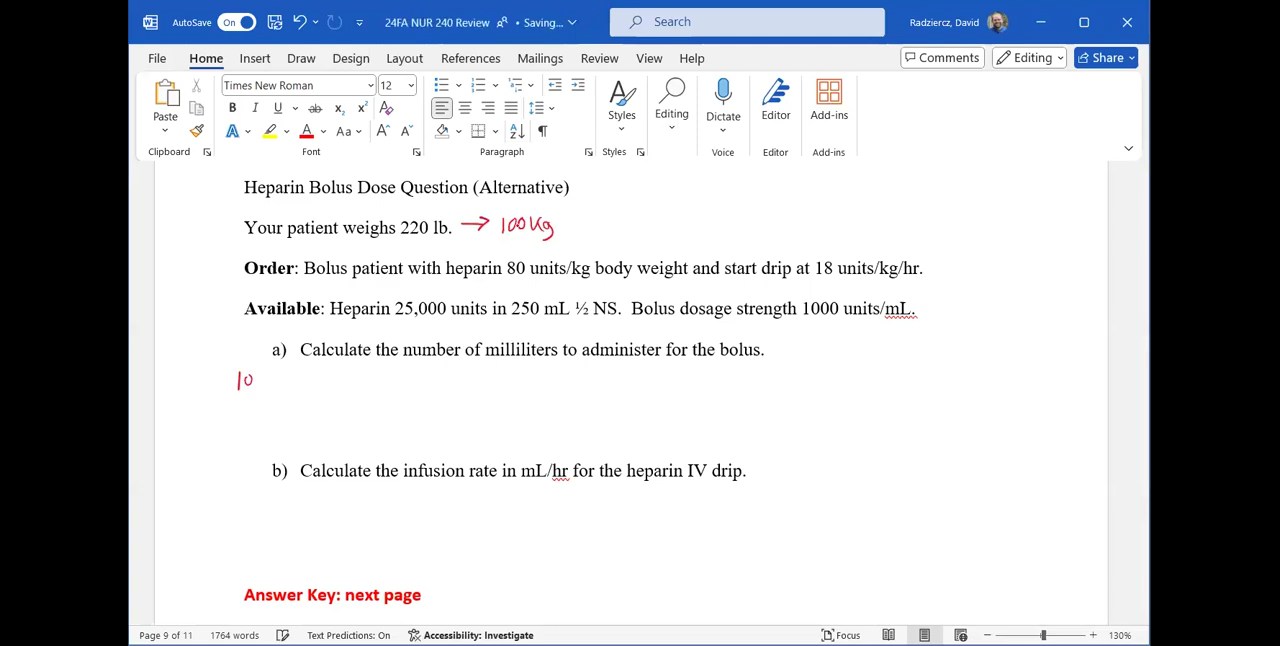 AutoSave On 24FA NUR 240 Review • Saving... Search Radziercz, David
File Home Insert Draw Design Layout References Mailings Review View Help Comments Editing Share
Times New Roman 12
Paste B I U ab x₂ x² A Styles Editing Dictate Editor Add-ins
A A Aa A A
Clipboard Font Paragraph Styles Voice Editor Add-ins
Heparin Bolus Dose Question (Alternative)
Your patient weighs 220 lb. → 100 Kg
Order: Bolus patient with heparin 80 units/kg body weight and start drip at 18 units/kg/hr.
Available: Heparin 25,000 units in 250 mL ½ NS. Bolus dosage strength 1000 units/mL.
a) Calculate the number of milliliters to administer for the bolus.
10
b) Calculate the infusion rate in mL/hr for the heparin IV drip.
Answer Key: next page
Page 9 of 11 1764 words Text Predictions: On Accessibility: Investigate Focus 130%